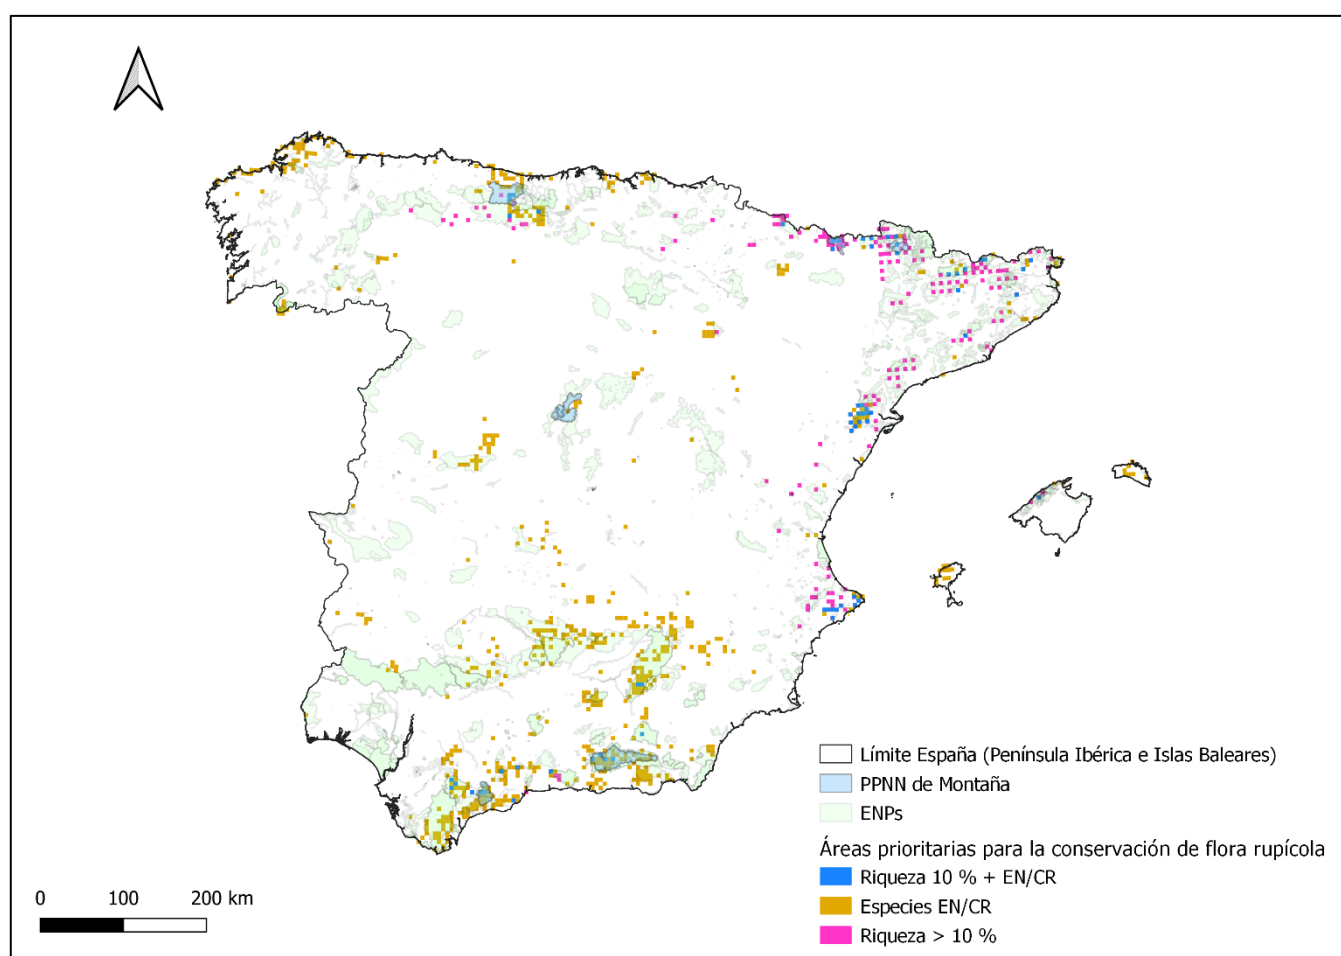 Límite España (Península Ibérica e Islas Baleares)
PPNN de Montaña
ENPs
Áreas prioritarias para la conservación de flora rupícola
Riqueza 10 % + EN/CR
Especies EN/CR
Riqueza > 10 %
0 100 200 km